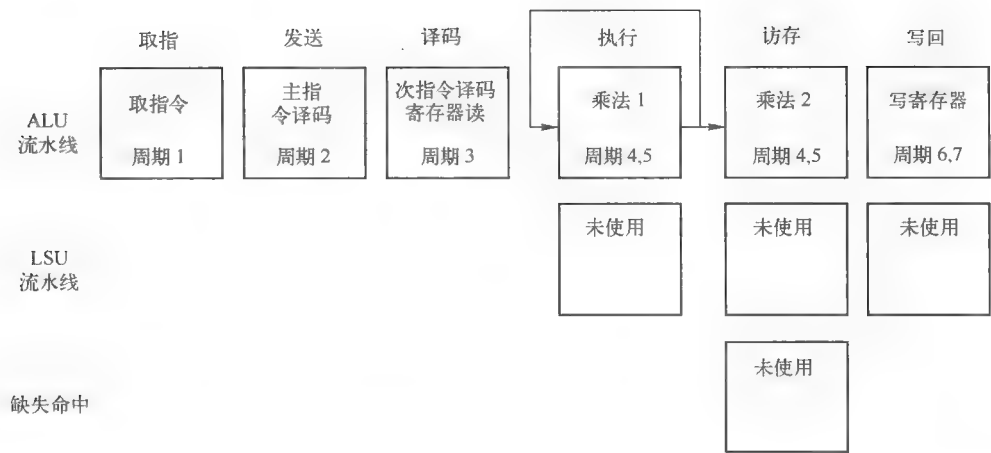 取指
发送
译码
执行
访存
写回
ALU
流水线
取指令
周期 1
主指
令译码
周期 2
次指令译码
寄存器读
周期 3
乘法 1
周期 4,5
乘法 2
周期 4,5
写寄存器
周期 6,7
LSU
流水线
未使用
未使用
未使用
缺失命中
未使用